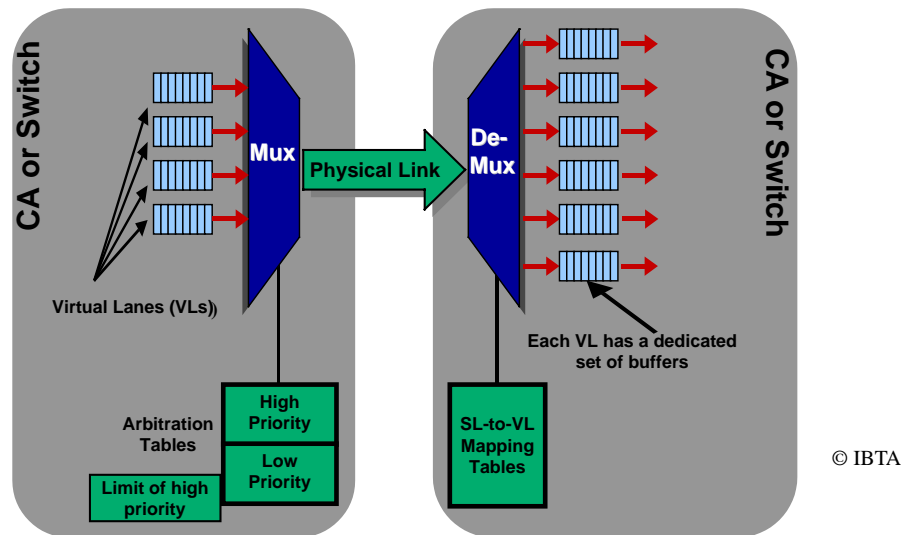 CA or Switch
Mux
Physical Link
De-
Mux
CA or Switch
Virtual Lanes (VLs))
Each VL has a dedicated
set of buffers
Arbitration
Tables
High
Priority
Low
Priority
Limit of high
priority
SL-to-VL
Mapping
Tables
© IBTA